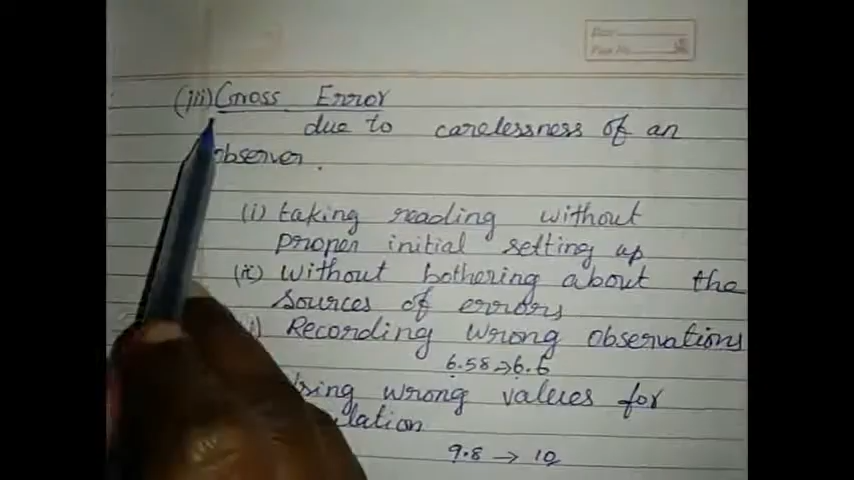 (iii) Gross Error
due to carelessness of an
observer.
(i) taking reading without
proper initial setting up
(ii) without bothering about the
sources of errors
Recording wrong observations
6.58→6.6
wrong values for
9.8 → 10